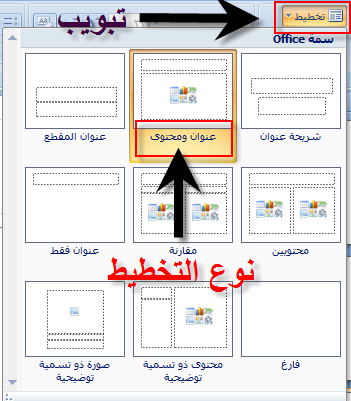 تخطيط
تبويب
سمة Office
شريحة عنوان
عنوان ومحتوى
عنوان المقطع
محتويين
مقارنة
عنوان فقط
نوع التخطيط
فارغ
محتوى ذو تسمية توضيحية
صورة ذو تسمية توضيحية